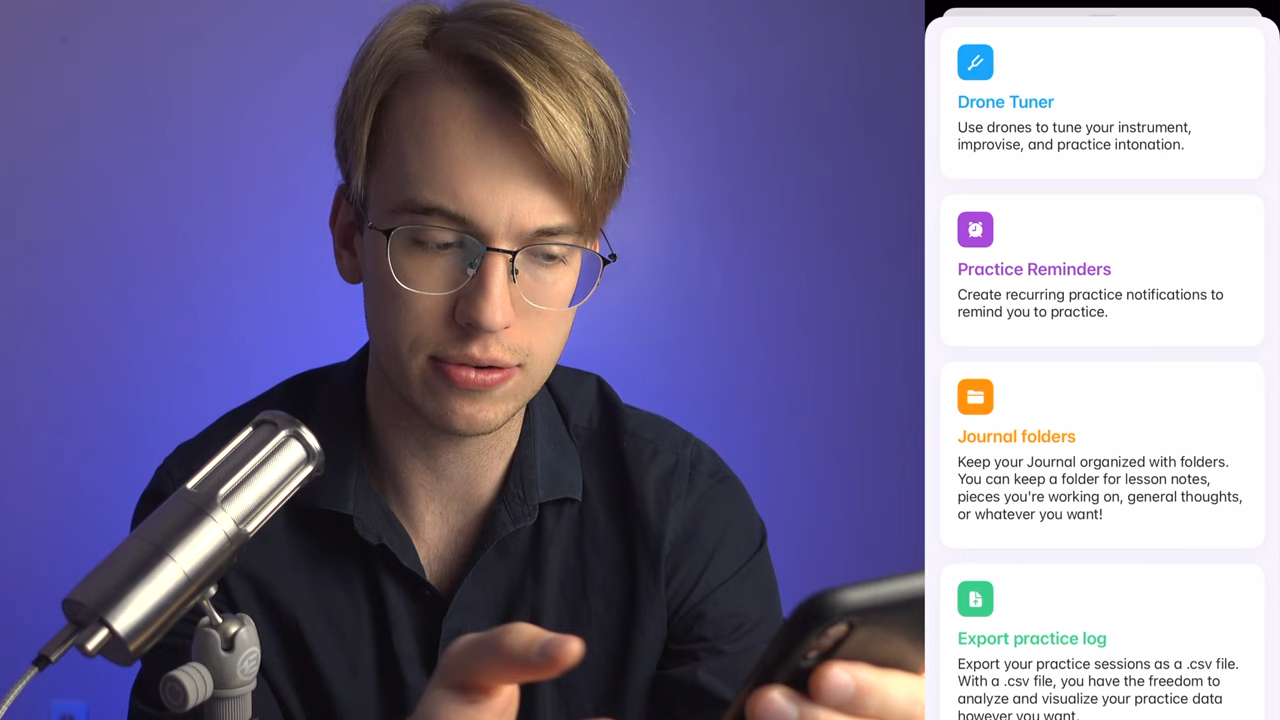 Drone Tuner
Use drones to tune your instrument,
improvise, and practice intonation.
Practice Reminders
Create recurring practice notifications to
remind you to practice.
Journal folders
Keep your Journal organized with folders.
You can keep a folder for lesson notes,
pieces you're working on, general thoughts,
or whatever you want!
Export practice log
Export your practice sessions as a .csv file.
With a .csv file, you have the freedom to
analyze and visualize your practice data
however you want.